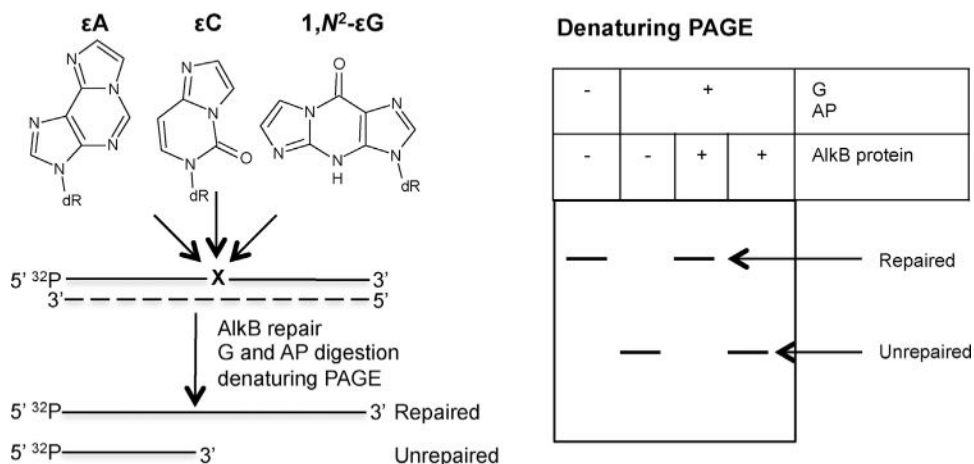 εA εC 1,N²-εG
N
N
N
N
N
dR
N
N
O
N
dR
O
N
N
N
N
N
H
dR
5' ³²P X 3'
3' 5'
AlkB repair
G and AP digestion
denaturing PAGE
5' ³²P 3' Repaired
5' ³²P 3' Unrepaired
Denaturing PAGE
- + G
AP
- - + + AlkB protein
Repaired
Unrepaired